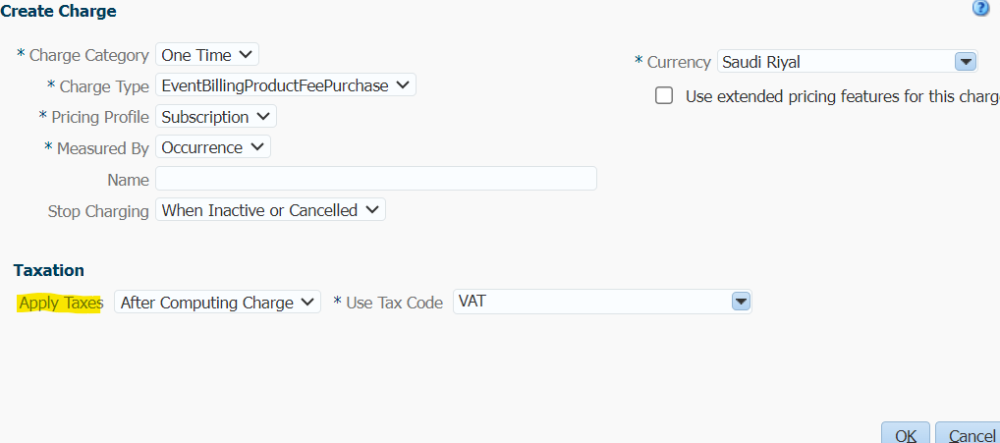 Create Charge
* Charge Category One Time
* Currency Saudi Riyal
* Charge Type EventBillingProductFeePurchase
Use extended pricing features for this charg
* Pricing Profile Subscription
* Measured By Occurrence
Name
Stop Charging When Inactive or Cancelled
Taxation
Apply Taxes After Computing Charge * Use Tax Code VAT
OK Cancel